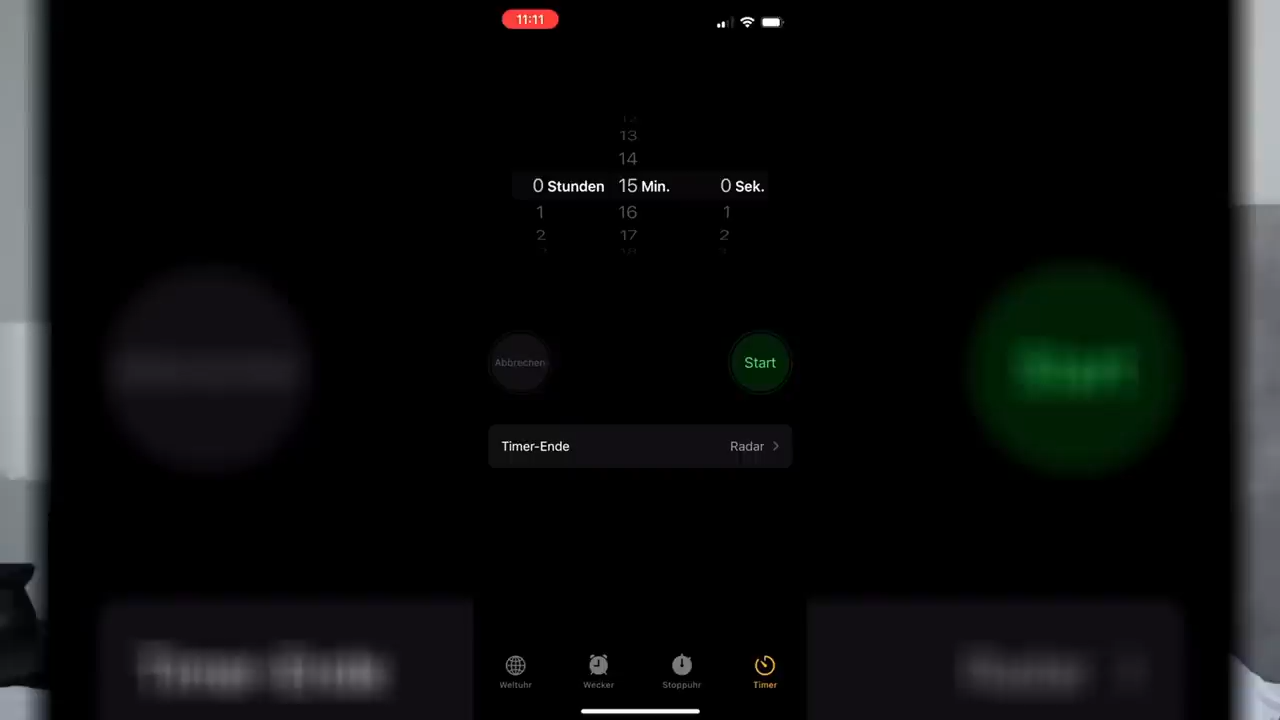 11:11
13
14
0 Stunden 15 Min. 0 Sek.
1 16 1
2 17 2
Abbrechen
Start
Timer-Ende Radar
Weltuhr Wecker Stoppuhr Timer